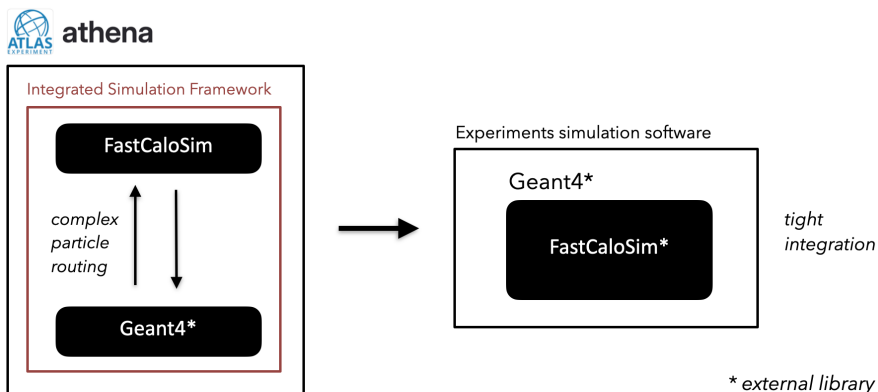 ATLAS
EXPERIMENT
athena
Integrated Simulation Framework
FastCaloSim
complex
particle
routing
Geant4*
Experiments simulation software
Geant4*
FastCaloSim*
tight
integration
* external library